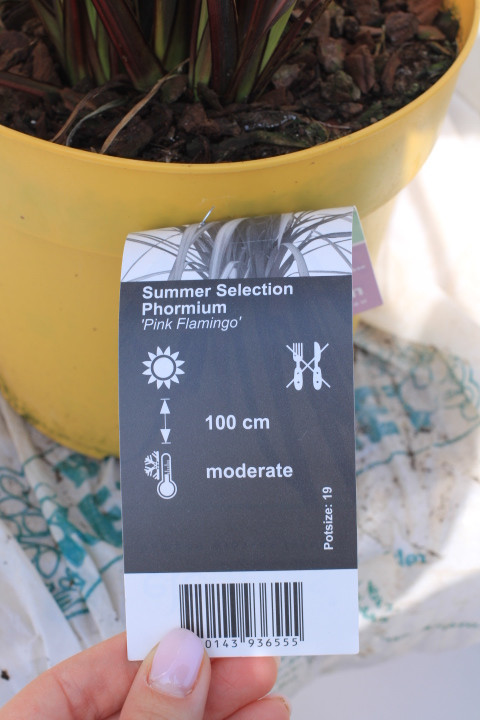 Summer Selection
Phormium
'Pink Flamingo'
100 cm
moderate
Potsize: 19
0143 936555